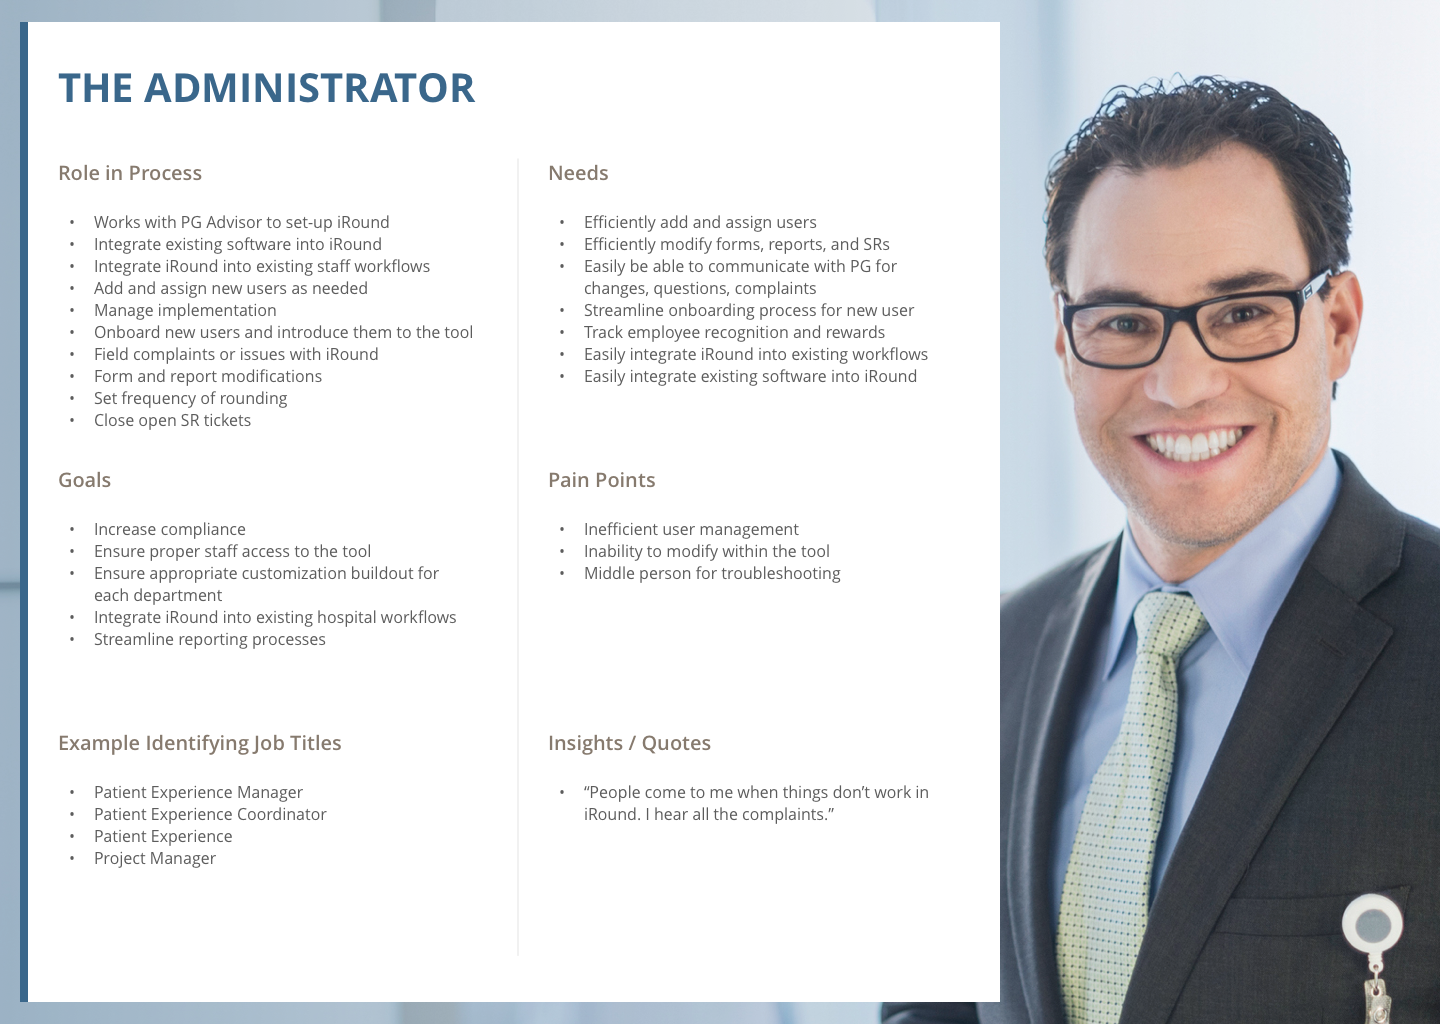 THE ADMINISTRATOR
Role in Process
• Works with PG Advisor to set-up iRound
• Integrate existing software into iRound
• Integrate iRound into existing staff workflows
• Add and assign new users as needed
• Manage implementation
• Onboard new users and introduce them to the tool
• Field complaints or issues with iRound
• Form and report modifications
• Set frequency of rounding
• Close open SR tickets
Goals
• Increase compliance
• Ensure proper staff access to the tool
• Ensure appropriate customization buildout for
each department
• Integrate iRound into existing hospital workflows
• Streamline reporting processes
Example Identifying Job Titles
• Patient Experience Manager
• Patient Experience Coordinator
• Patient Experience
• Project Manager
Needs
• Efficiently add and assign users
• Efficiently modify forms, reports, and SRs
• Easily be able to communicate with PG for
changes, questions, complaints
• Streamline onboarding process for new user
• Track employee recognition and rewards
• Easily integrate iRound into existing workflows
• Easily integrate existing software into iRound
Pain Points
• Inefficient user management
• Inability to modify within the tool
• Middle person for troubleshooting
Insights / Quotes
• “People come to me when things don’t work in
iRound. I hear all the complaints.”